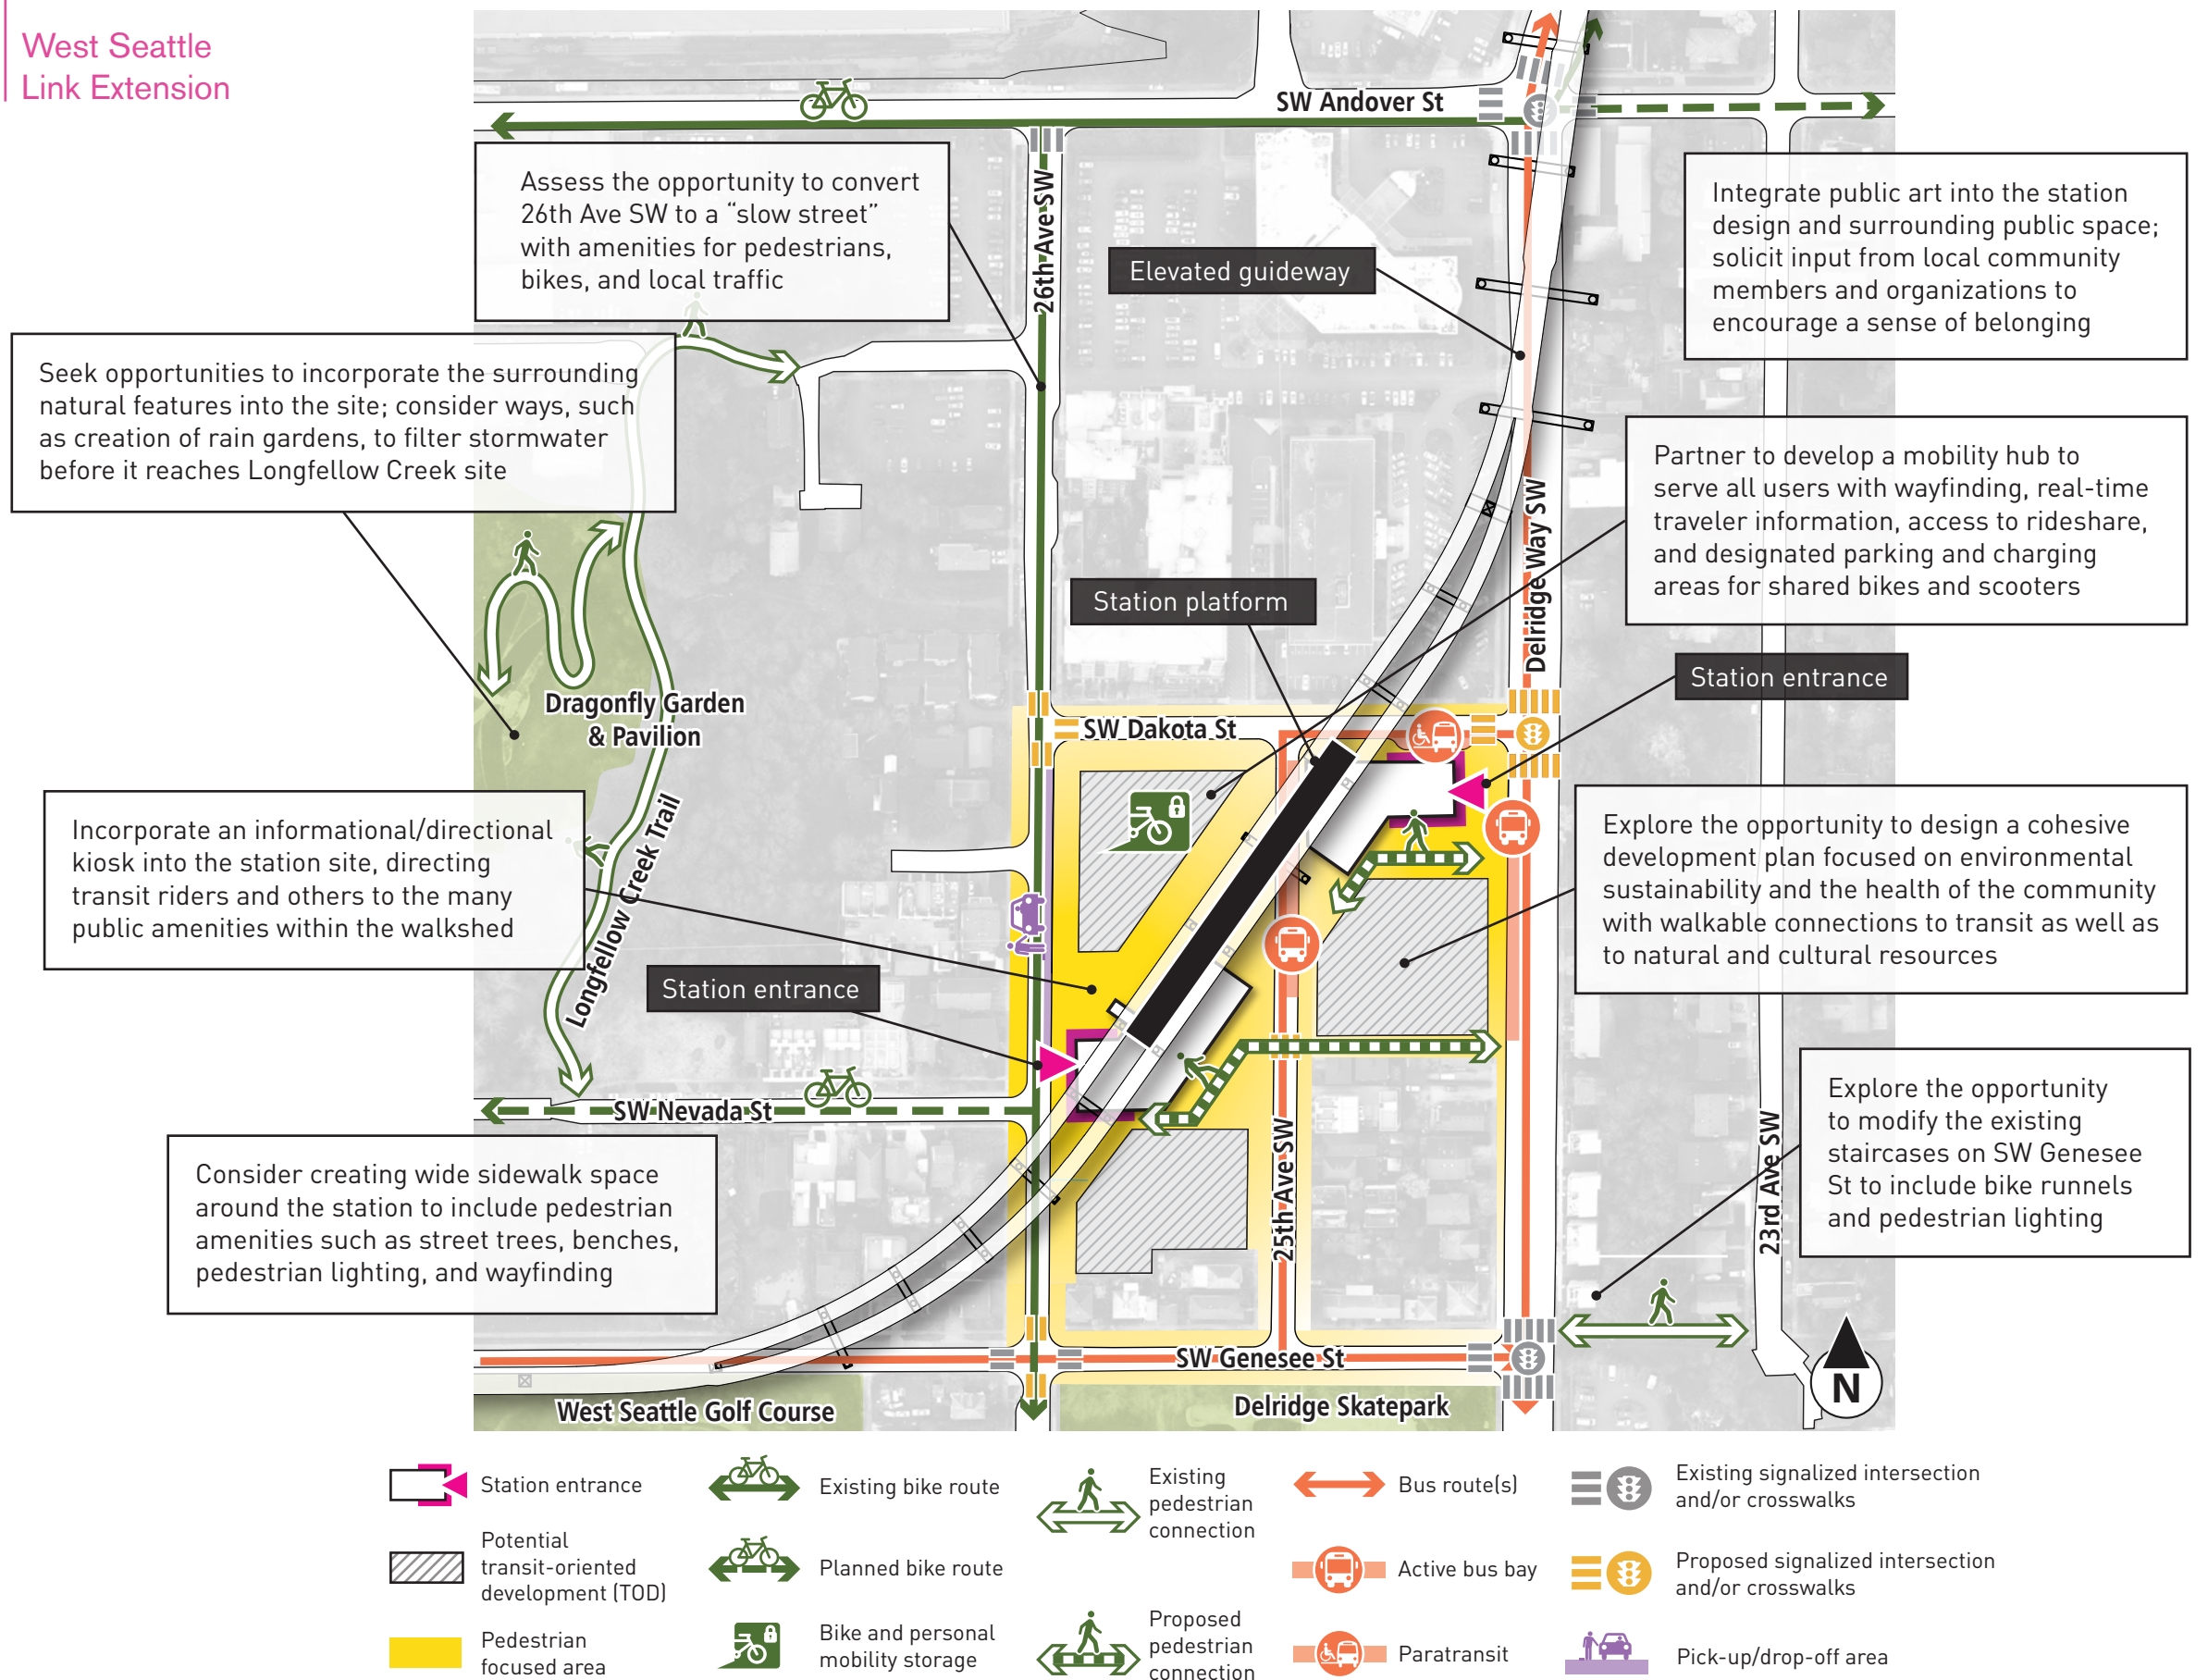 West Seattle
Link Extension
SW Andover St
Assess the opportunity to convert
26th Ave SW to a “slow street”
with amenities for pedestrians,
bikes, and local traffic
26th Ave SW
Elevated guideway
Integrate public art into the station
design and surrounding public space;
solicit input from local community
members and organizations to
encourage a sense of belonging
Seek opportunities to incorporate the surrounding
natural features into the site; consider ways, such
as creation of rain gardens, to filter stormwater
before it reaches Longfellow Creek site
Partner to develop a mobility hub to
serve all users with wayfinding, real-time
traveler information, access to rideshare,
and designated parking and charging
areas for shared bikes and scooters
Delridge Way SW
Station platform
Station entrance
Dragonfly Garden
& Pavilion
SW Dakota St
Incorporate an informational/directional
kiosk into the station site, directing
transit riders and others to the many
public amenities within the walkshed
Longfellow Creek Trail
Explore the opportunity to design a cohesive
development plan focused on environmental
sustainability and the health of the community
with walkable connections to transit as well as
to natural and cultural resources
Station entrance
SW Nevada St
Explore the opportunity
to modify the existing
staircases on SW Genesee
St to include bike runnels
and pedestrian lighting
Consider creating wide sidewalk space
around the station to include pedestrian
amenities such as street trees, benches,
pedestrian lighting, and wayfinding
25th Ave SW
23rd Ave SW
SW Genesee St
West Seattle Golf Course
Delridge Skatepark
N
Station entrance
Potential
transit-oriented
development (TOD)
Pedestrian
focused area
Existing bike route
Planned bike route
Bike and personal
mobility storage
Existing
pedestrian
connection
Proposed
pedestrian
connection
Bus route(s)
Active bus bay
Paratransit
Existing signalized intersection
and/or crosswalks
Proposed signalized intersection
and/or crosswalks
Pick-up/drop-off area